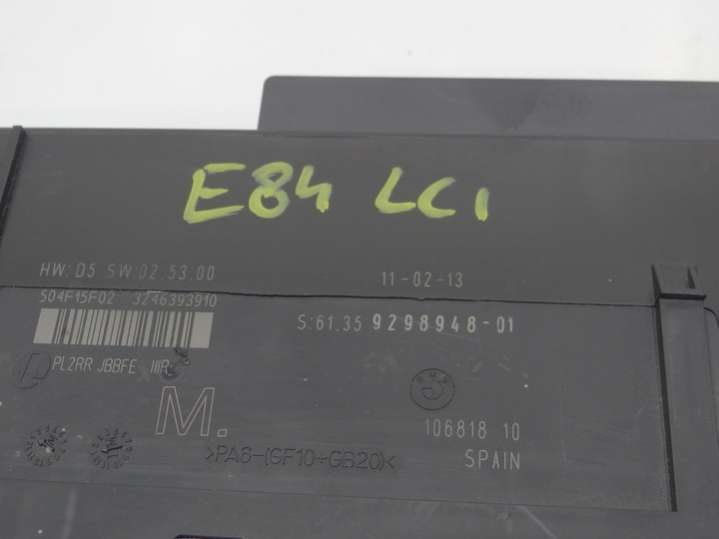 E84 LCI
HW: D5 SW:02.53:00
11-02-13
504F15F02 3246393910
S:61.35 9298948-01
PL2RR JBBFE IIIR
M.
106818 10
>PA6-(GF10+GB20)<
SPAIN